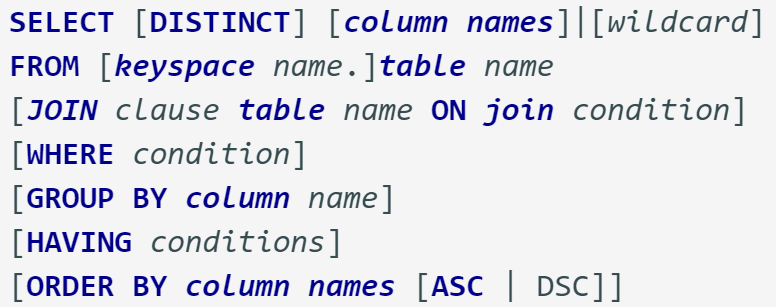 SELECT [DISTINCT] [column names]|[wildcard]
FROM [keyspace name.]table name
[JOIN clause table name ON join condition]
[WHERE condition]
[GROUP BY column name]
[HAVING conditions]
[ORDER BY column names [ASC | DSC]]